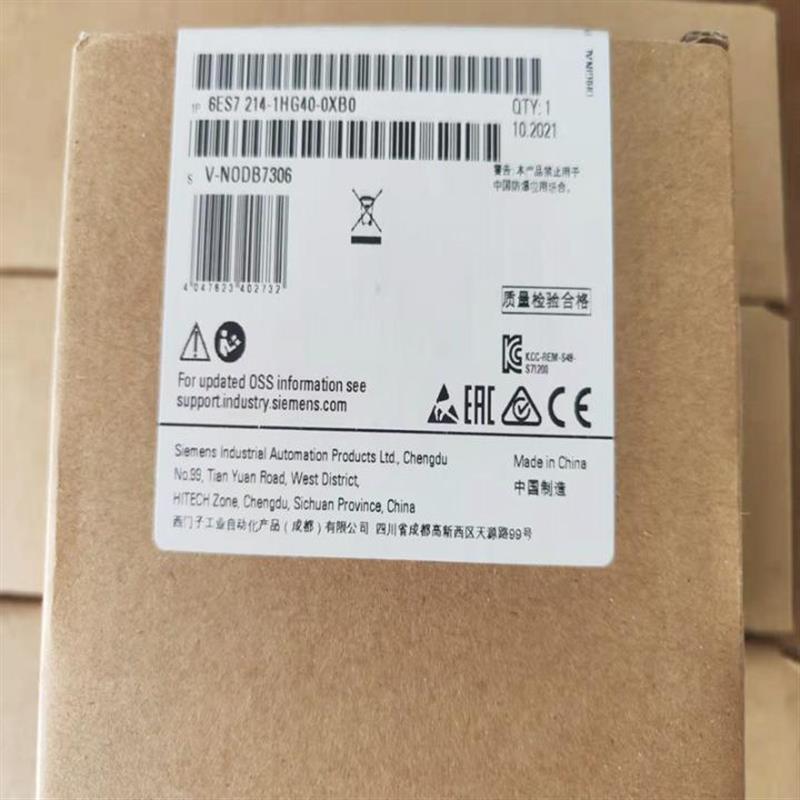 1P 6ES7 214-1HG40-0XB0
QTY: 1
10.2021
S V-N0DB7306
警告: 本产品禁止用于
中国防爆应用场合。
4 047623 402732
质量检验合格
KCC-REM-S49-
S71200
For updated OSS information see
support.industry.siemens.com
EAC CE
Siemens Industrial Automation Products Ltd., Chengdu
Made in China
No.99, Tian Yuan Road, West District,
中国制造
HITECH Zone, Chengdu, Sichuan Province, China
西门子工业自动化产品(成都)有限公司 四川省成都高新西区天源路99号